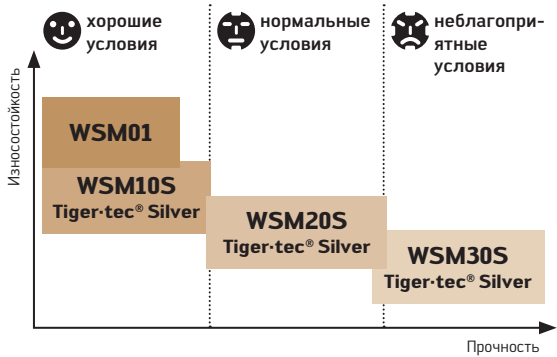 хорошие
условия
нормальные
условия
неблагопри-
ятные
условия
Износостойкость
WSM01
WSM10S
Tiger·tec® Silver
WSM20S
Tiger·tec® Silver
WSM30S
Tiger·tec® Silver
Прочность